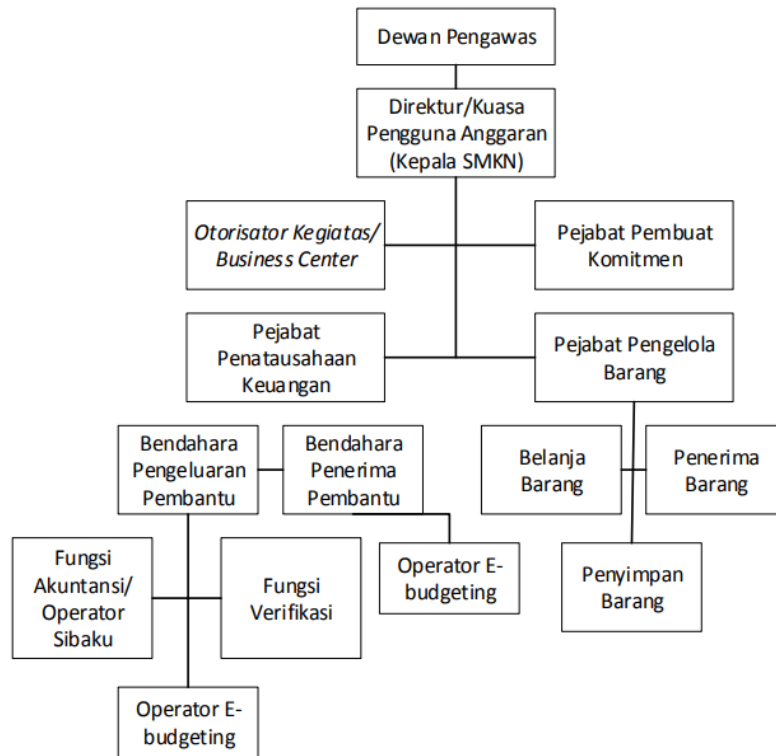 Dewan Pengawas
Direktur/Kuasa
Pengguna Anggaran
(Kepala SMKN)
Otorisator Kegiatas/
Business Center
Pejabat Pembuat
Komitmen
Pejabat
Penatausahaan
Keuangan
Pejabat Pengelola
Barang
Bendahara
Pengeluaran
Pembantu
Bendahara
Penerima
Pembantu
Belanja
Barang
Penerima
Barang
Fungsi
Akuntansi/
Operator
Sibaku
Fungsi
Verifikasi
Operator E-
budgeting
Penyimpan
Barang
Operator E-
budgeting